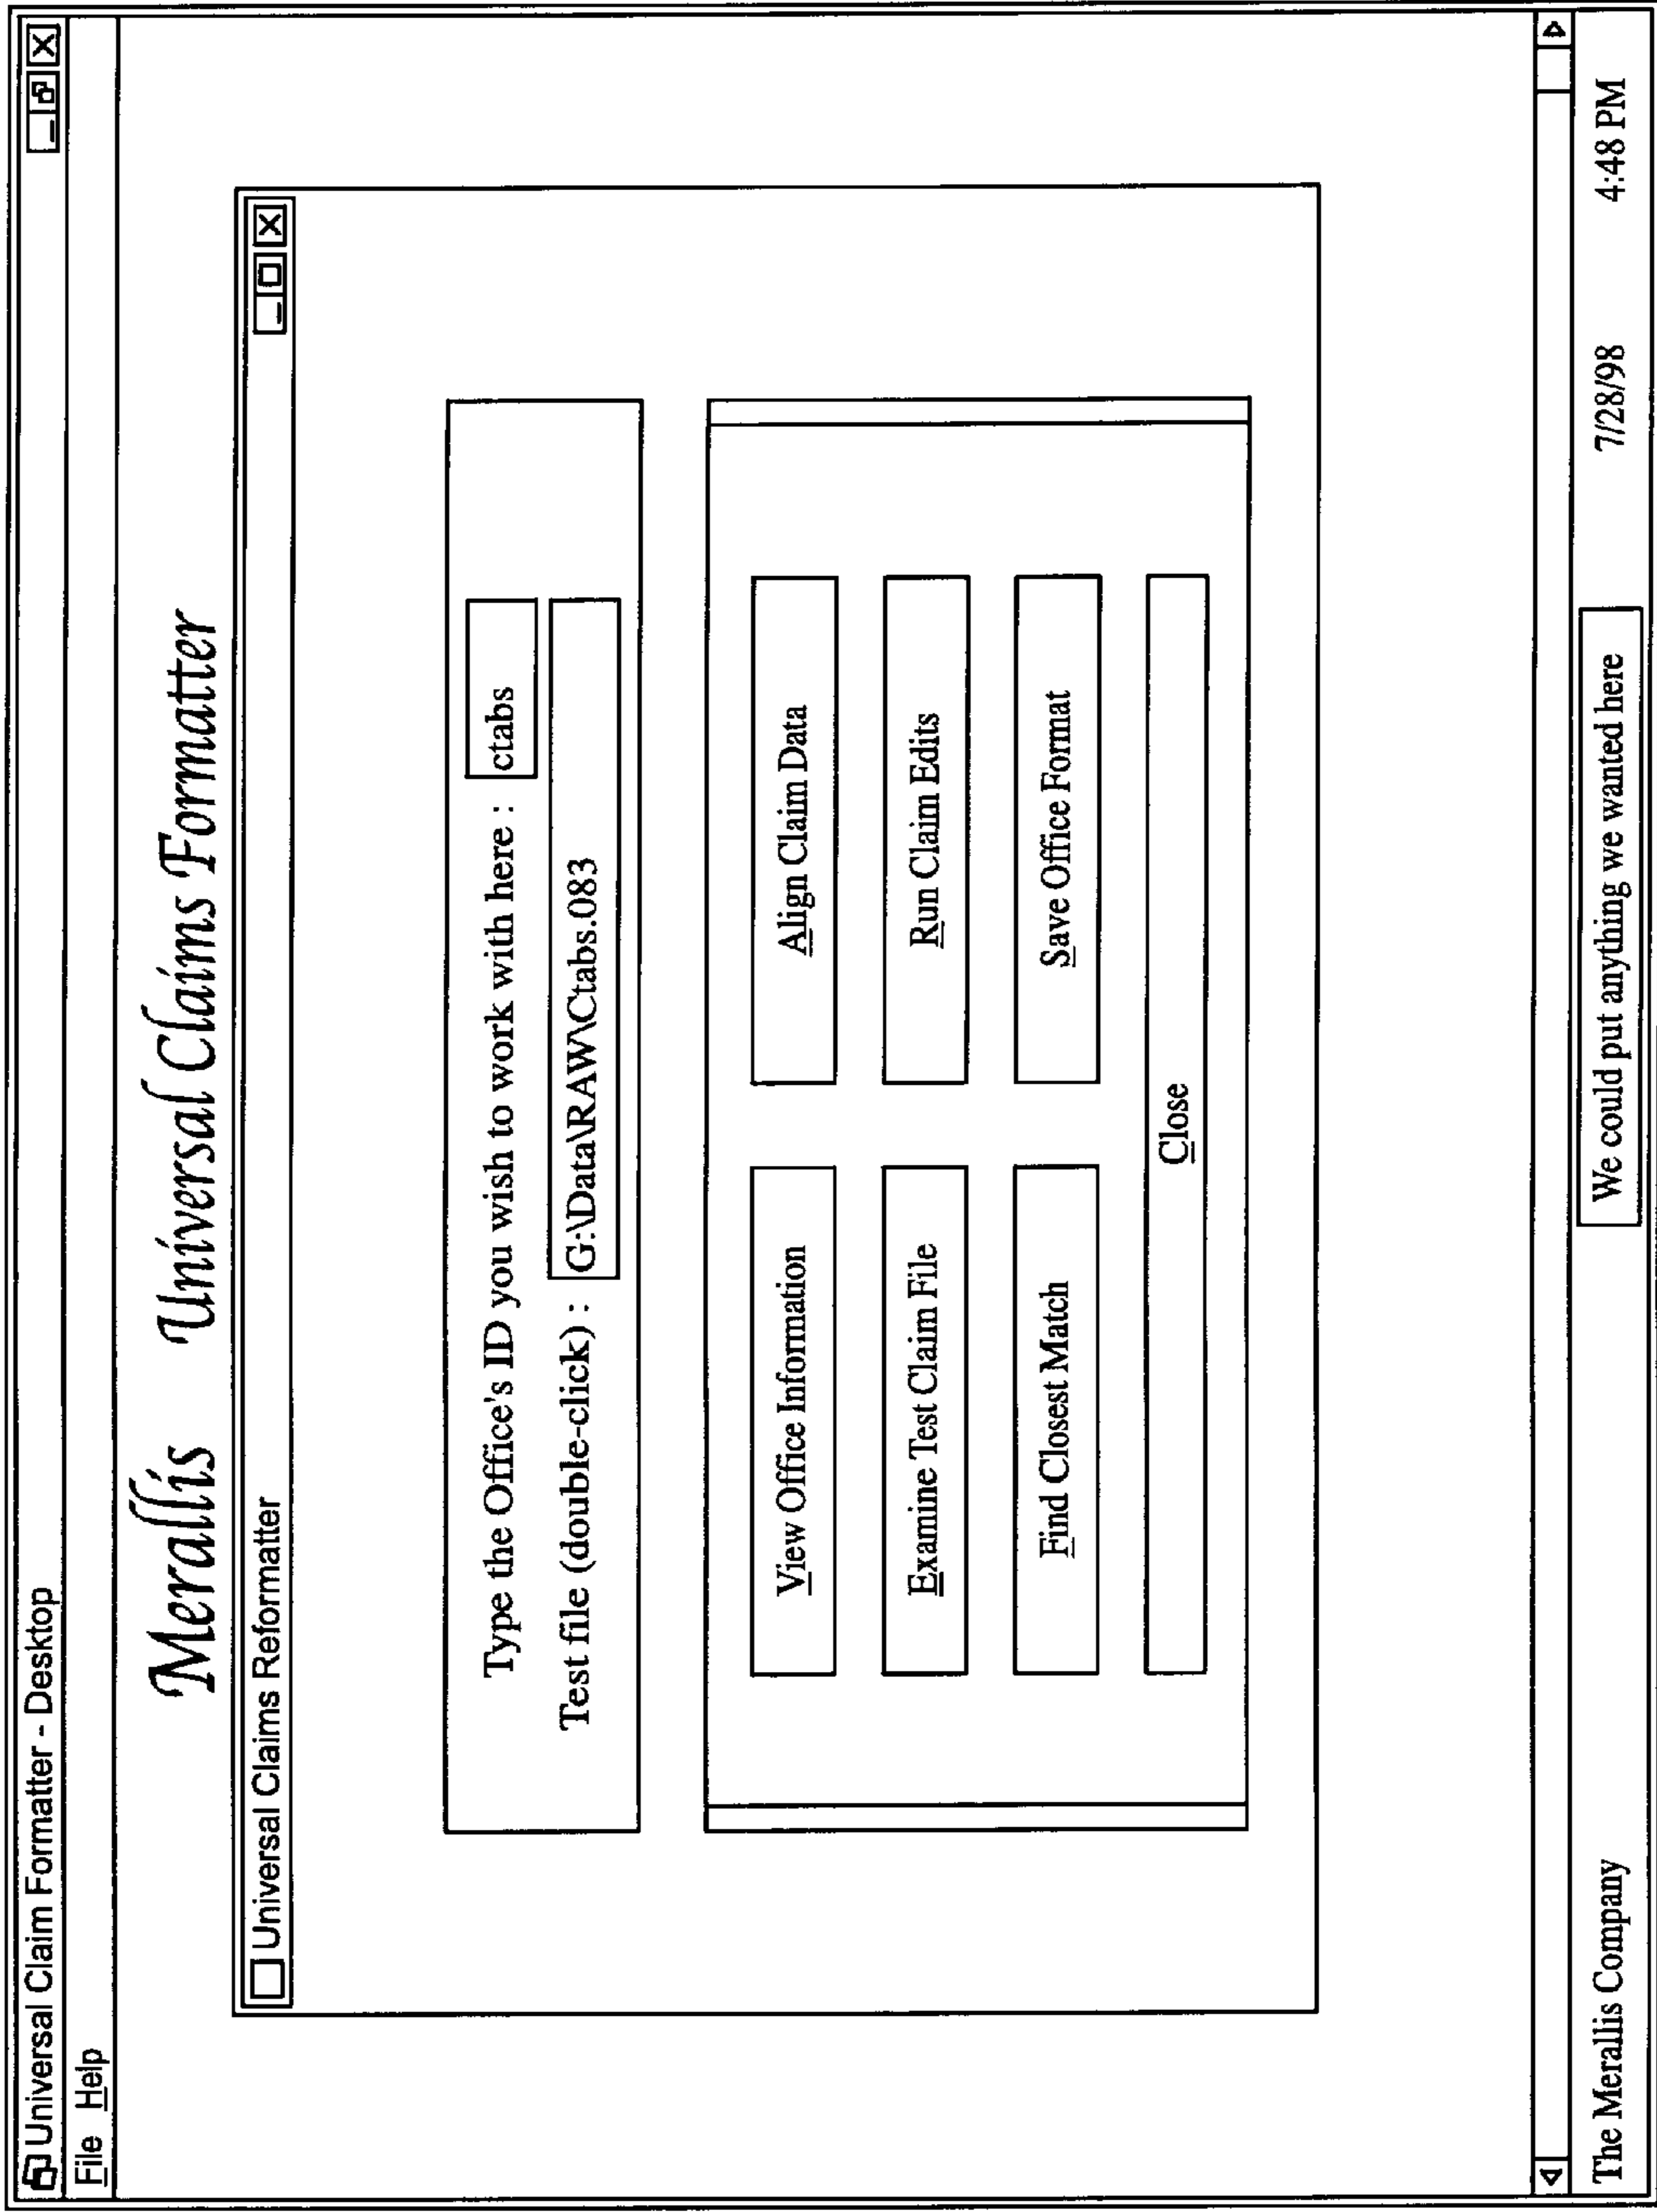 Universal Claim Formatter - Desktop
File Help
Merallis Universal Claims Formatter
Universal Claims Reformatter
Type the Office's ID you wish to work with here : ctabs
Test file (double-click) : G:\Data\RAW\Ctabs.083
View Office Information Align Claim Data
Examine Test Claim File Run Claim Edits
Find Closest Match Save Office Format
Close
The Merallis Company We could put anything we wanted here 7/28/98 4:48 PM